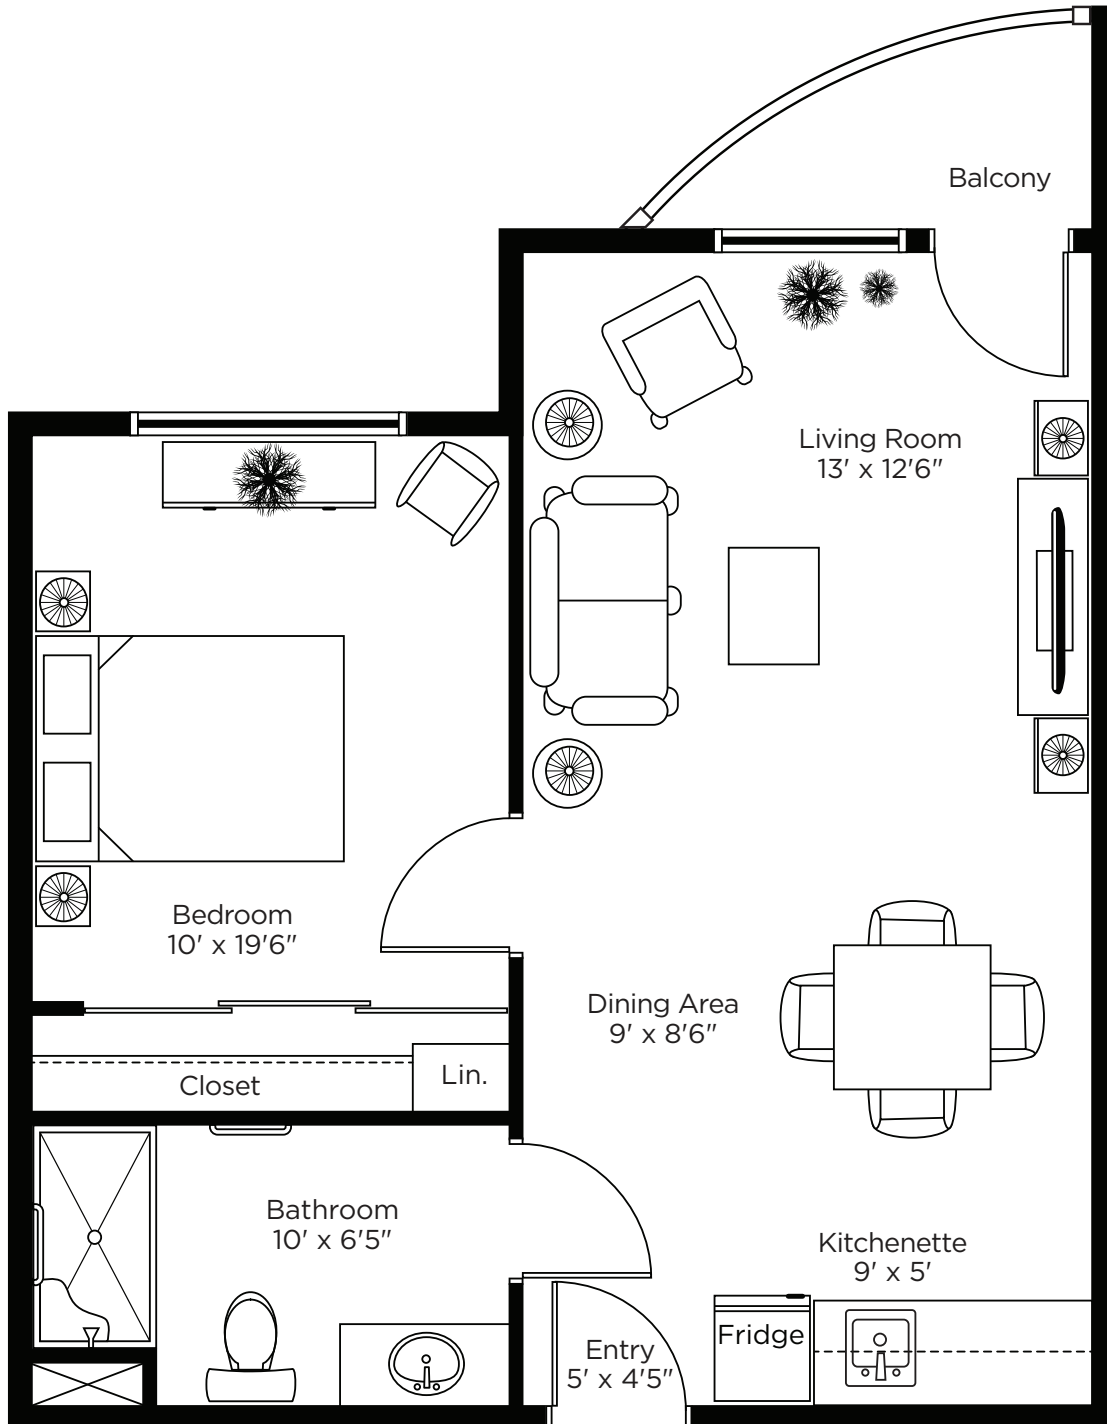 Balcony
Living Room
13' x 12'6"
Bedroom
10' x 19'6"
Dining Area
9' x 8'6"
Closet
Lin.
Bathroom
10' x 6'5"
Kitchenette
9' x 5'
Fridge
Entry
5' x 4'5"